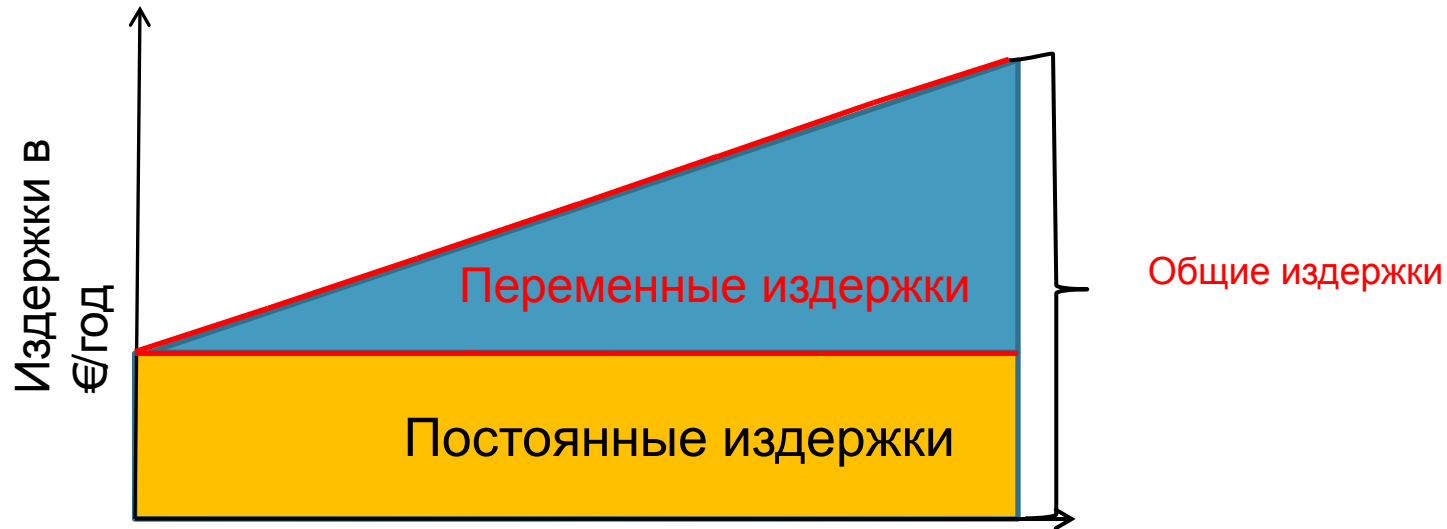 Издержки в
€/год
Переменные издержки
Общие издержки
Постоянные издержки